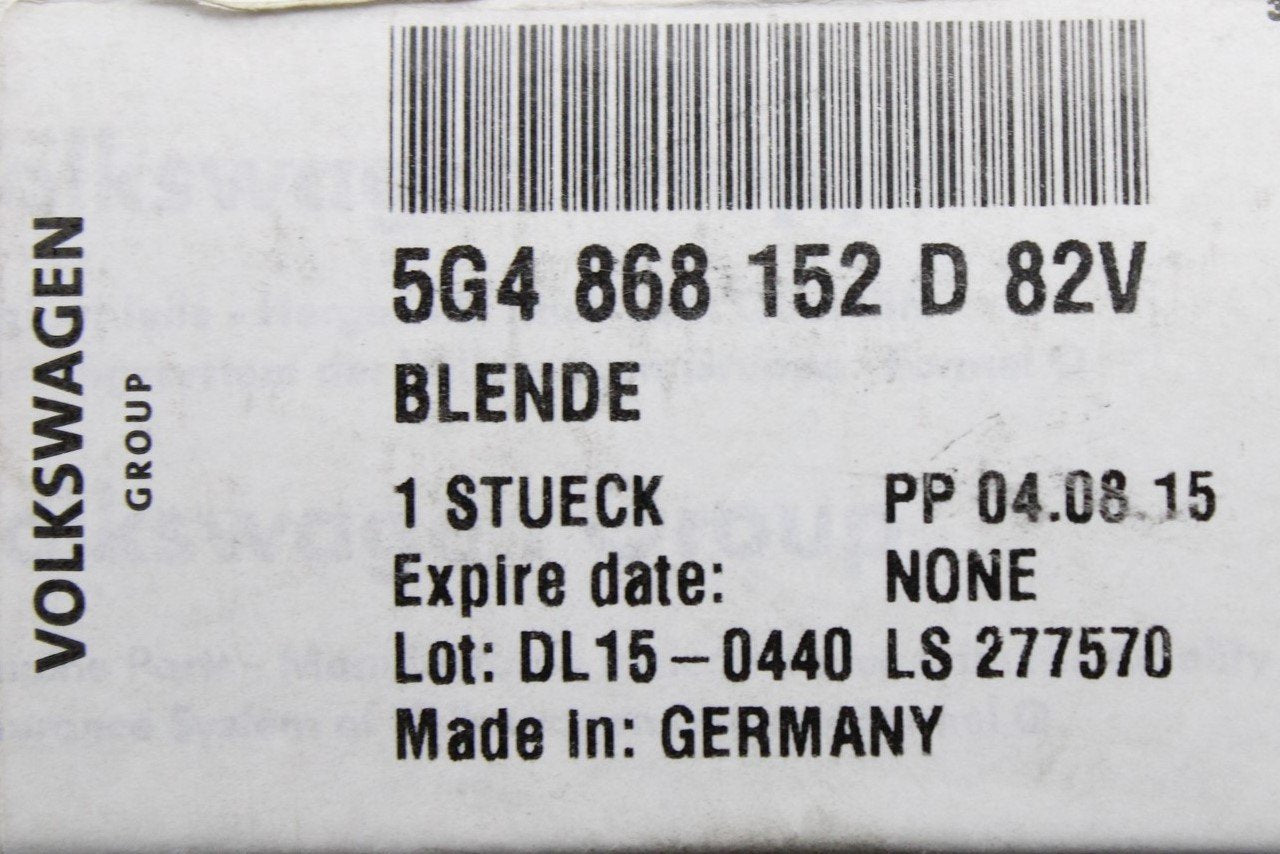 VOLKSWAGEN
GROUP
5G4 868 152 D 82V
BLENDE
1 STUECK PP 04.08.15
Expire date: NONE
Lot: DL15-0440 LS 277570
Made in: GERMANY